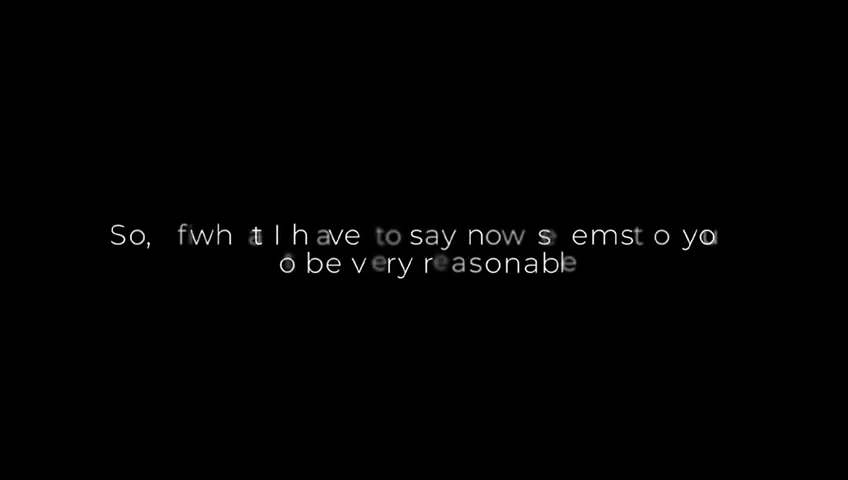 So, if what I have to say now seems to you
to be very reasonable